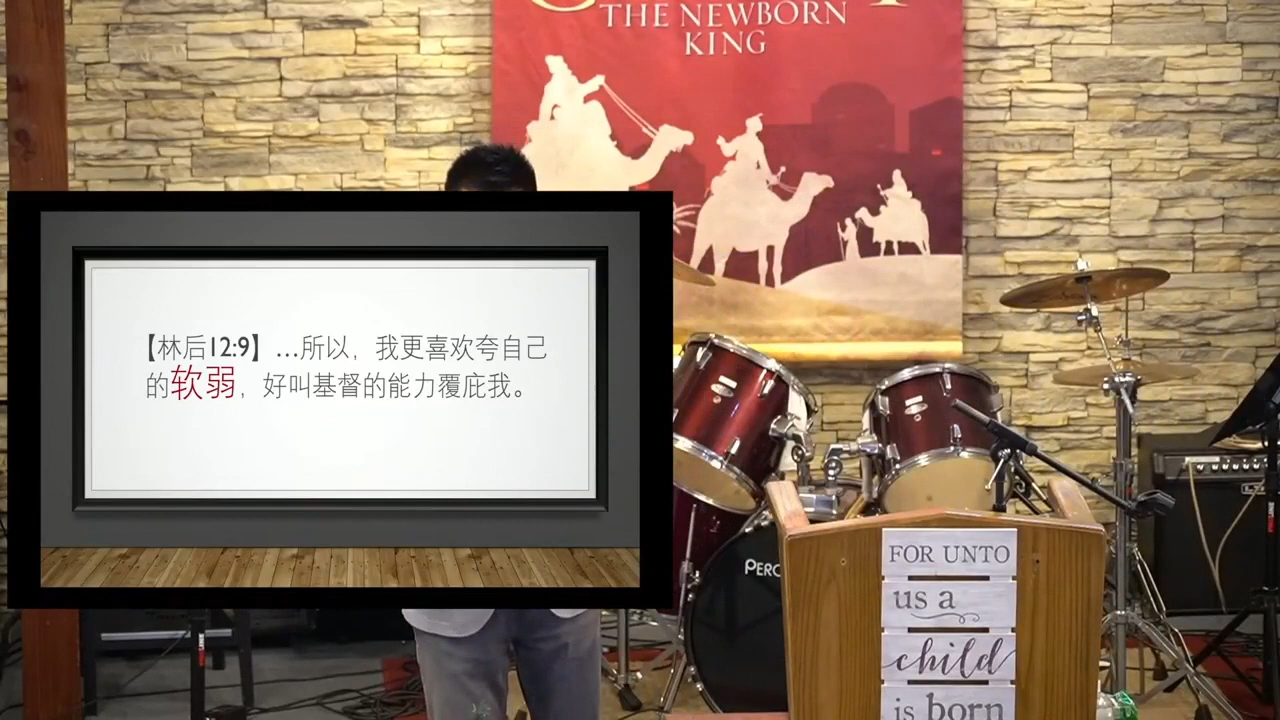 THE NEWBORN
KING
【林后12:9】…所以，我更喜欢夸自己
的软弱，好叫基督的能力覆庇我。
PERC
FOR UNTO
us a
child
is born